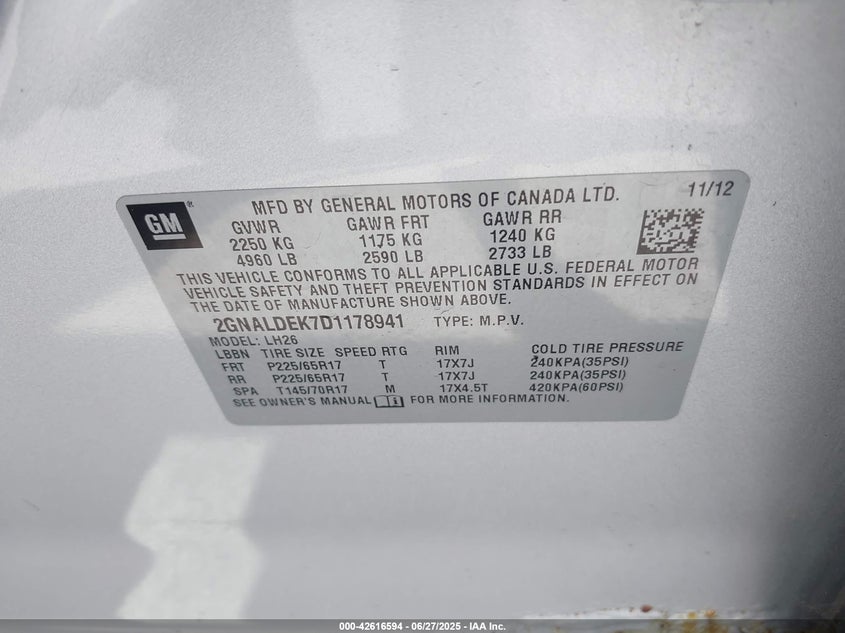 GM ®
MFD BY GENERAL MOTORS OF CANADA LTD. 11/12
GVWR GAWR FRT GAWR RR
2250 KG 1175 KG 1240 KG
4960 LB 2590 LB 2733 LB
THIS VEHICLE CONFORMS TO ALL APPLICABLE U.S. FEDERAL MOTOR
VEHICLE SAFETY AND THEFT PREVENTION STANDARDS IN EFFECT ON
THE DATE OF MANUFACTURE SHOWN ABOVE.
2GNALDEK7D1178941 TYPE: M.P.V.
MODEL: LH26
LBBN TIRE SIZE SPEED RTG RIM COLD TIRE PRESSURE
FRT P225/65R17 T 17X7J 240KPA(35PSI)
RR P225/65R17 T 17X7J 240KPA(35PSI)
SPA T145/70R17 M 17X4.5T 420KPA(60PSI)
SEE OWNER'S MANUAL FOR MORE INFORMATION.
000-42616594 - 06/27/2025 - IAA Inc.